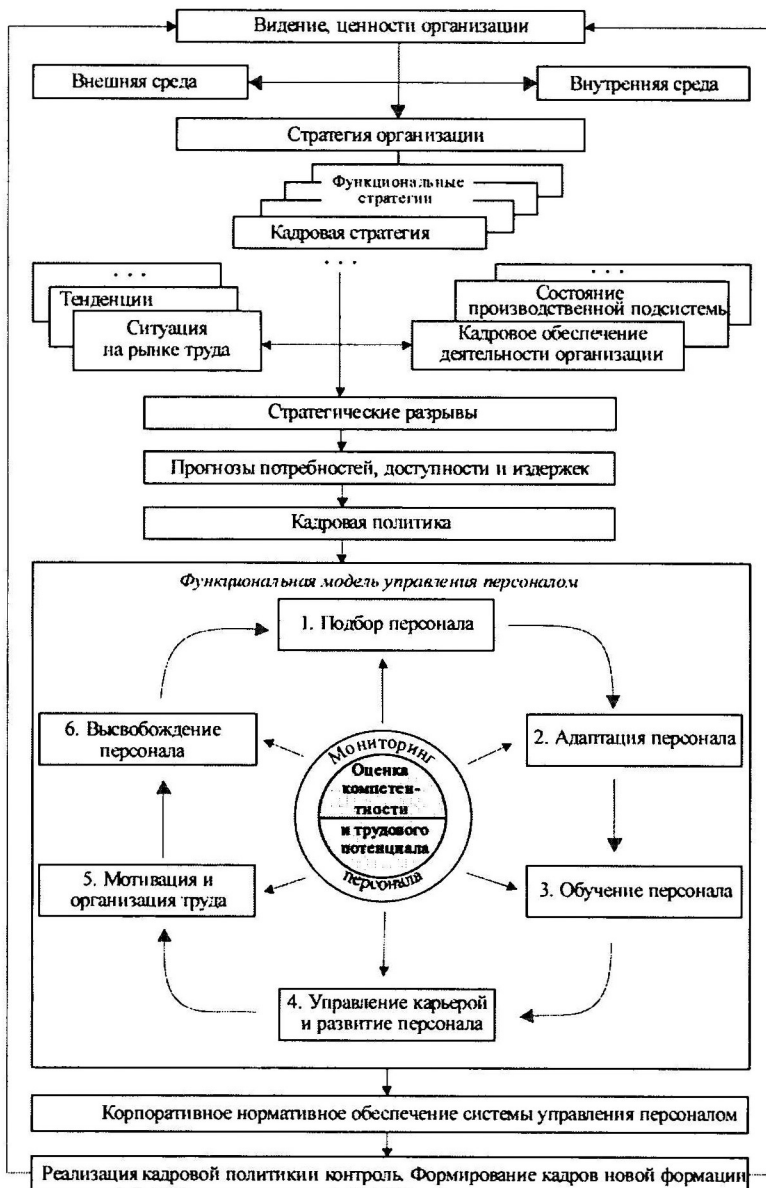 Видение, ценности организации
Внешняя среда
Внутренняя среда
Стратегия организации
Функциональные
стратегии
Кадровая стратегия
. . .
. . .
Тенденции
Ситуация
на рынке труда
. . .
Состояние
производственной подсистемы
Кадровое обеспечение
деятельности организации
Стратегические разрывы
Прогнозы потребностей, доступности и издержек
Кадровая политика
Функциональная модель управления персоналом
1. Подбор персонала
6. Высвобождение
персонала
2. Адаптация персонала
Мониторинг
Оценка
компетен-
тности
и трудового
потенциала
персонала
5. Мотивация и
организация труда
3. Обучение персонала
4. Управление карьерой
и развитие персонала
Корпоративное нормативное обеспечение системы управления персоналом
Реализация кадровой политикии контроль. Формирование кадров новой формации